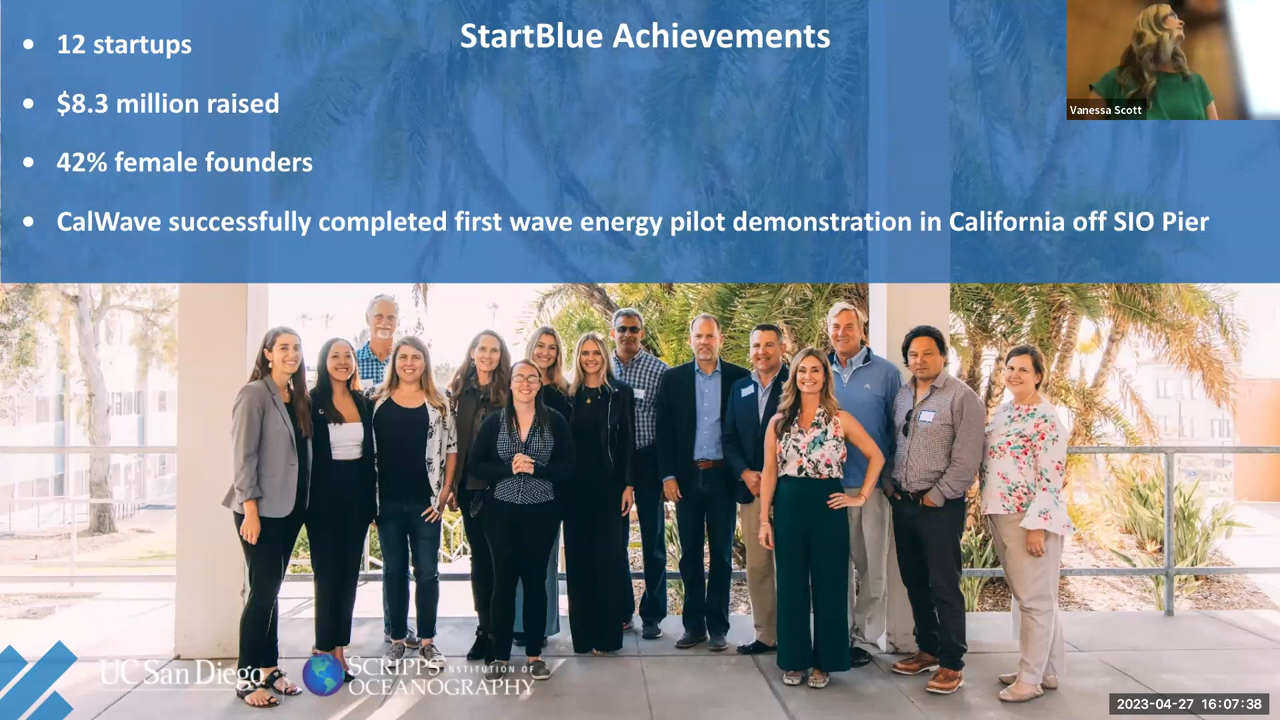 StartBlue Achievements
• 12 startups
• $8.3 million raised
• 42% female founders
• CalWave successfully completed first wave energy pilot demonstration in California off SIO Pier
Vanessa Scott
UC San Diego
SCRIPPS INSTITUTION OF
OCEANOGRAPHY
2023-04-27 16:07:38